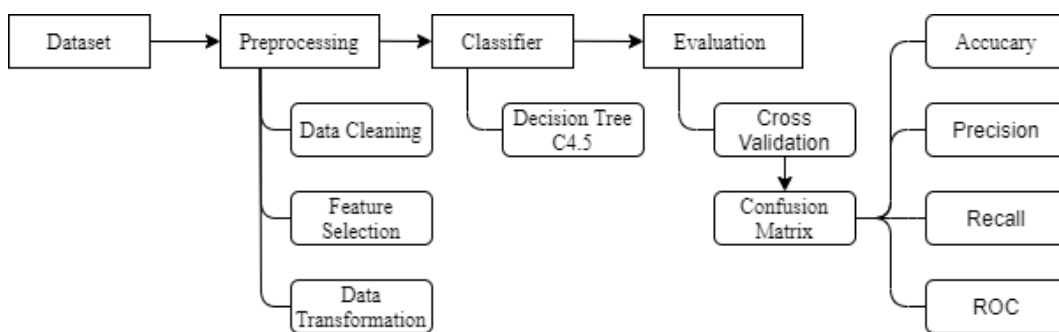 Dataset
Preprocessing
Classifier
Evaluation
Accucary
Data Cleaning
Decision Tree
C4.5
Cross
Validation
Precision
Feature
Selection
Confusion
Matrix
Recall
Data
Transformation
ROC